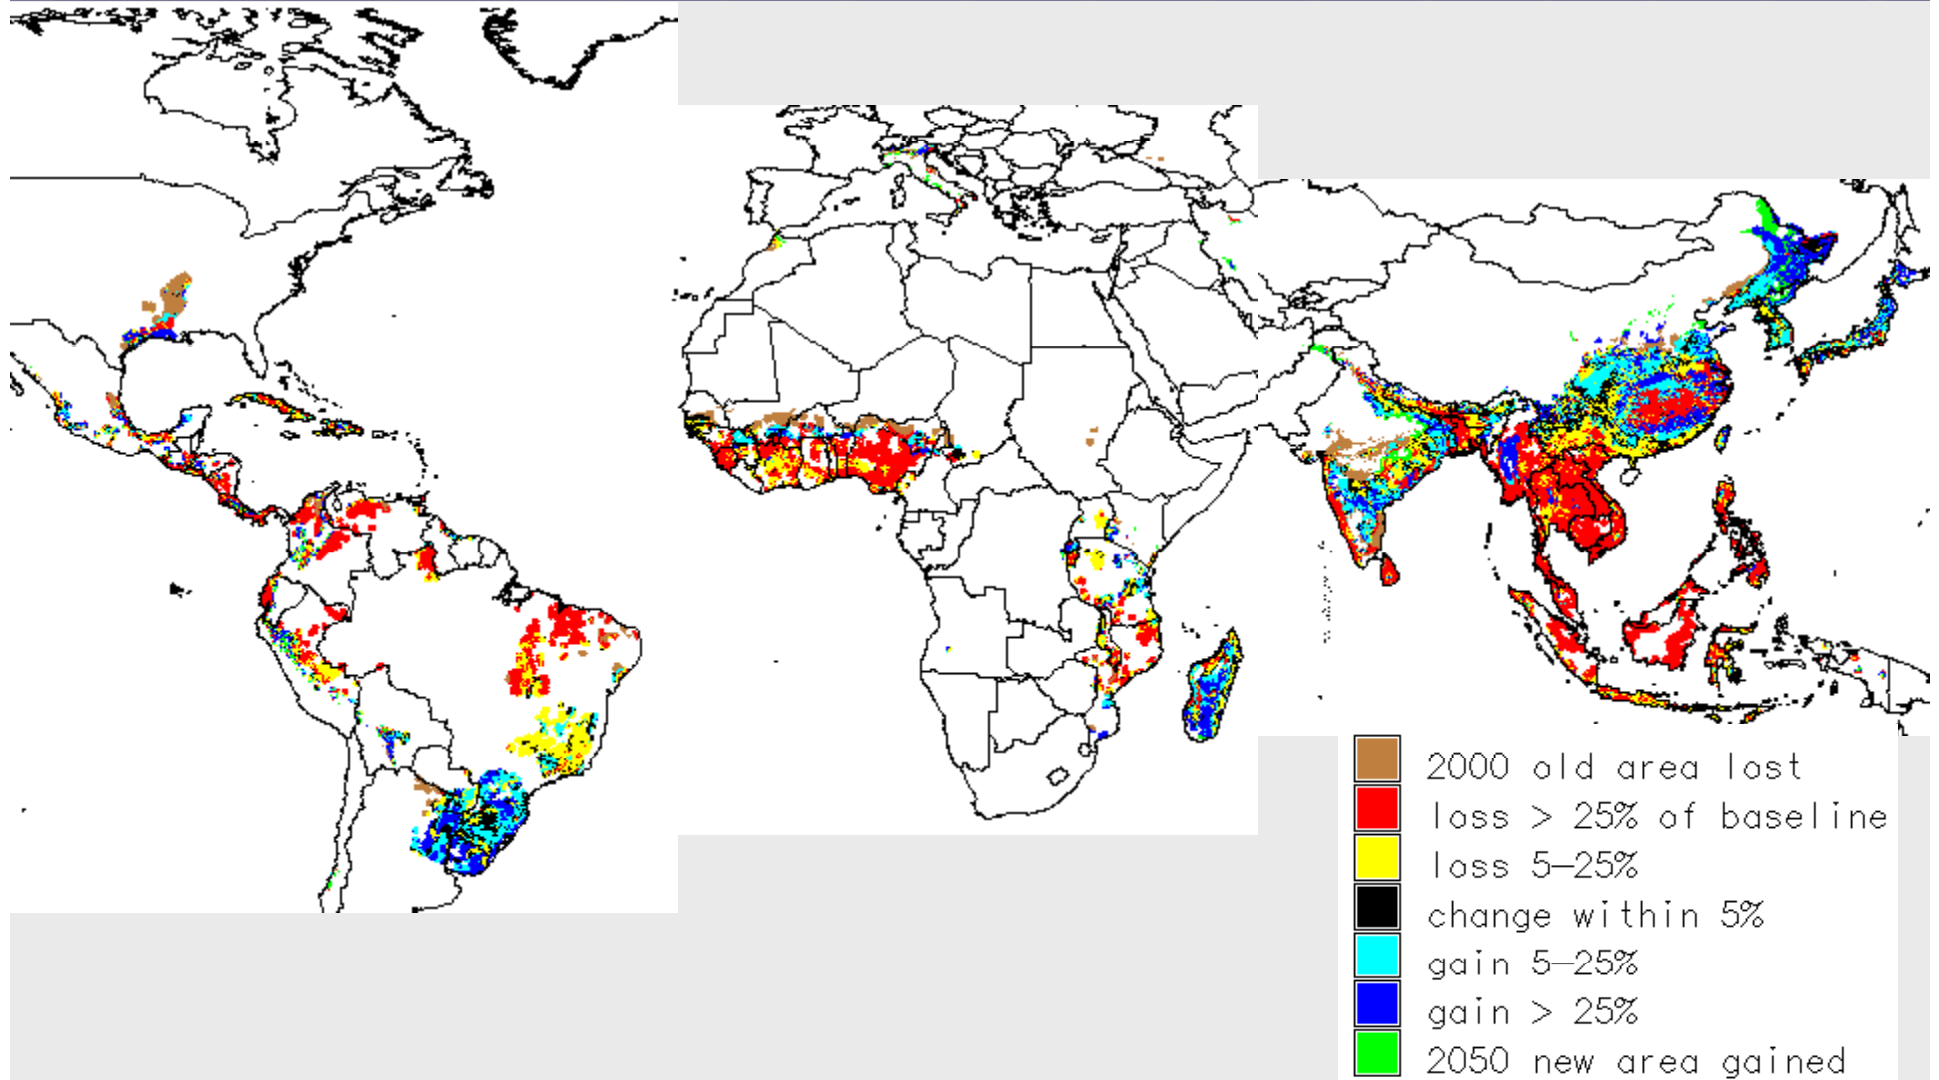 2000 old area lost
loss > 25% of baseline
loss 5–25%
change within 5%
gain 5–25%
gain > 25%
2050 new area gained